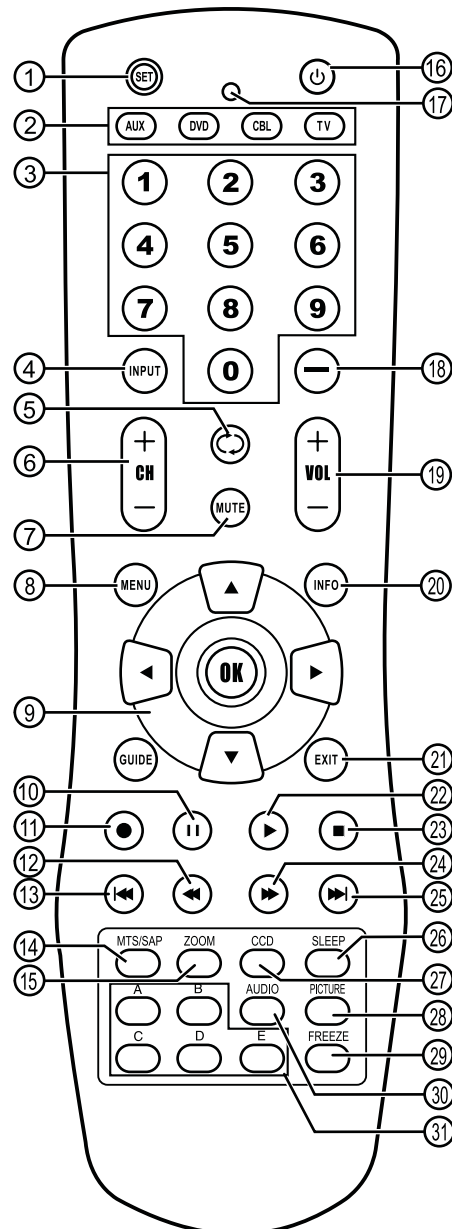 1 SET 16
17
2 AUX DVD CBL TV
3 1 2 3
4 5 6
7 8 9
4 INPUT 0 18
5
6 + CH − + VOL − 19
7 MUTE
8 MENU INFO 20
OK
9
GUIDE EXIT 21
10 22
11 23
12 24
13 25
14 MTS/SAP ZOOM CCD SLEEP 26
15 27
A B AUDIO PICTURE 28
C D E FREEZE 29
30
31